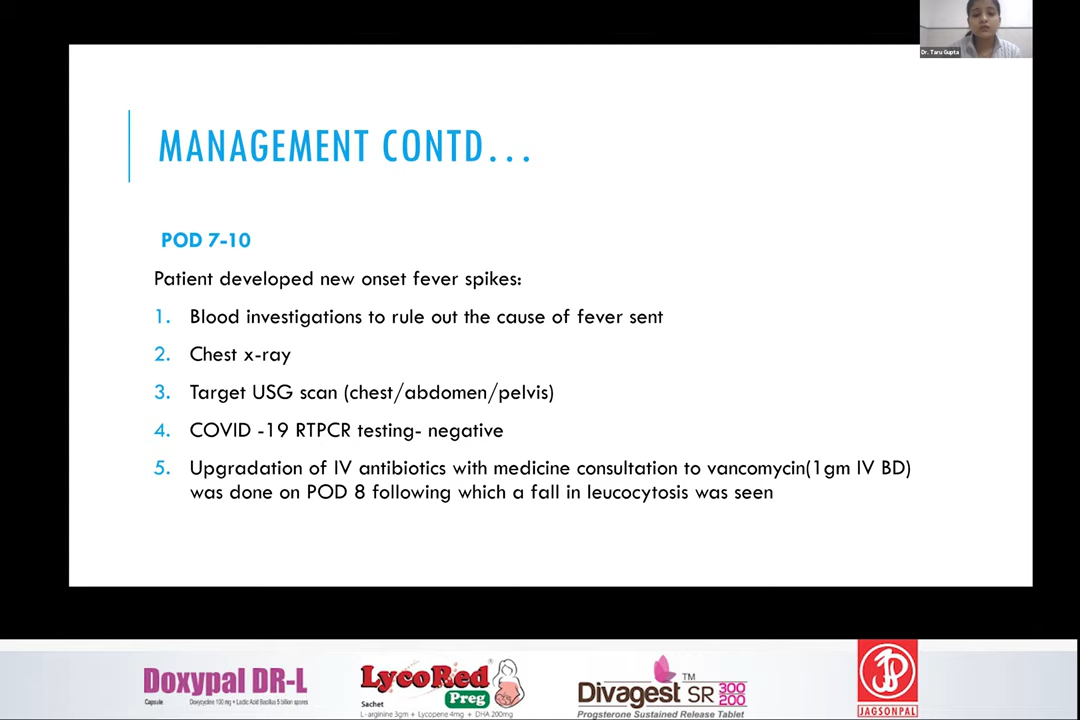 Dr. Taru Gupta
MANAGEMENT CONTD...
POD 7-10
Patient developed new onset fever spikes:
1. Blood investigations to rule out the cause of fever sent
2. Chest x-ray
3. Target USG scan (chest/abdomen/pelvis)
4. COVID -19 RTPCR testing- negative
5. Upgradation of IV antibiotics with medicine consultation to vancomycin(1gm IV BD)
was done on POD 8 following which a fall in leucocytosis was seen
Doxypal DR-L
Capsule Doxycycline 100 mg + Lactic Acid Bacillus 5 billion spores
LycoRed®
Preg
Sachet
L-arginine 3gm + Lycopene 4mg + DHA 200mg
Divagest SR 300 200 TM
Progsterone Sustained Release Tablet
JAGSONPAL